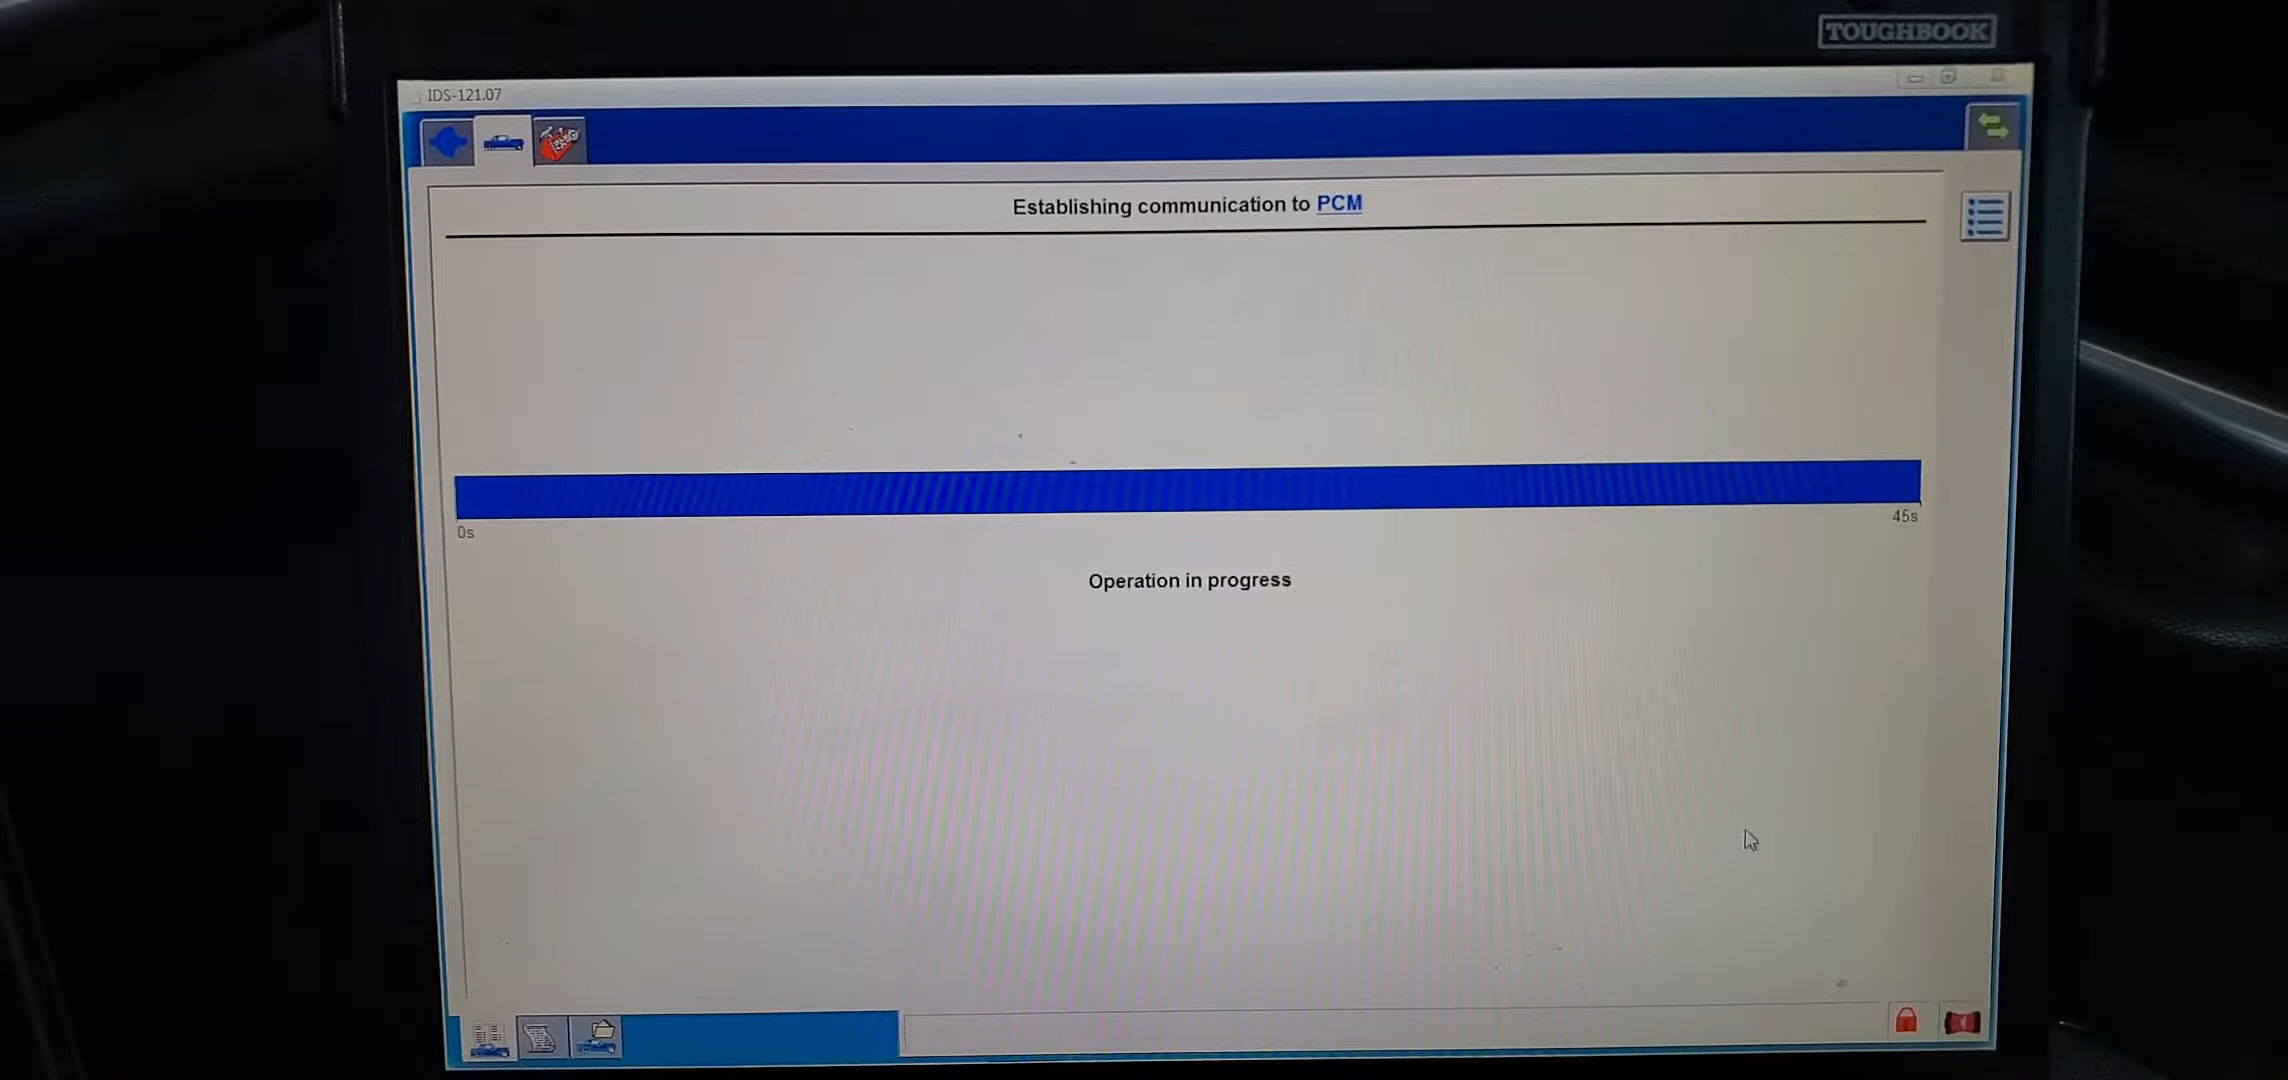 TOUGHBOOK
IDS-121.07
Establishing communication to PCM
0s
45s
Operation in progress